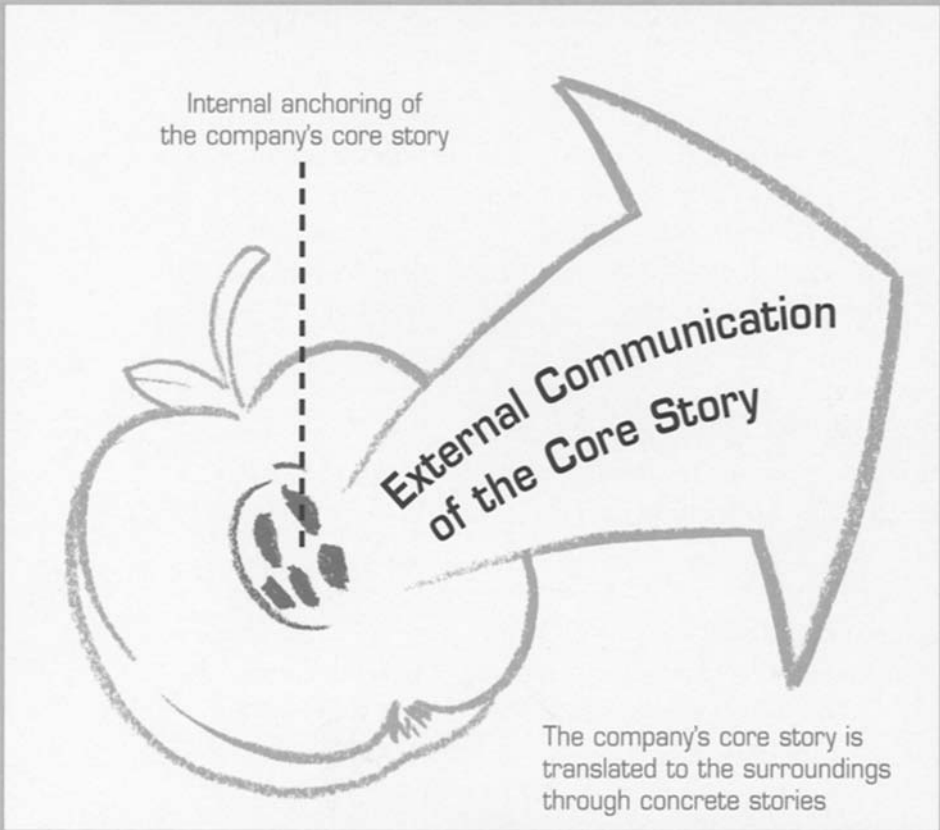 Internal anchoring of
the company's core story
External Communication
of the Core Story
The company's core story is
translated to the surroundings
through concrete stories